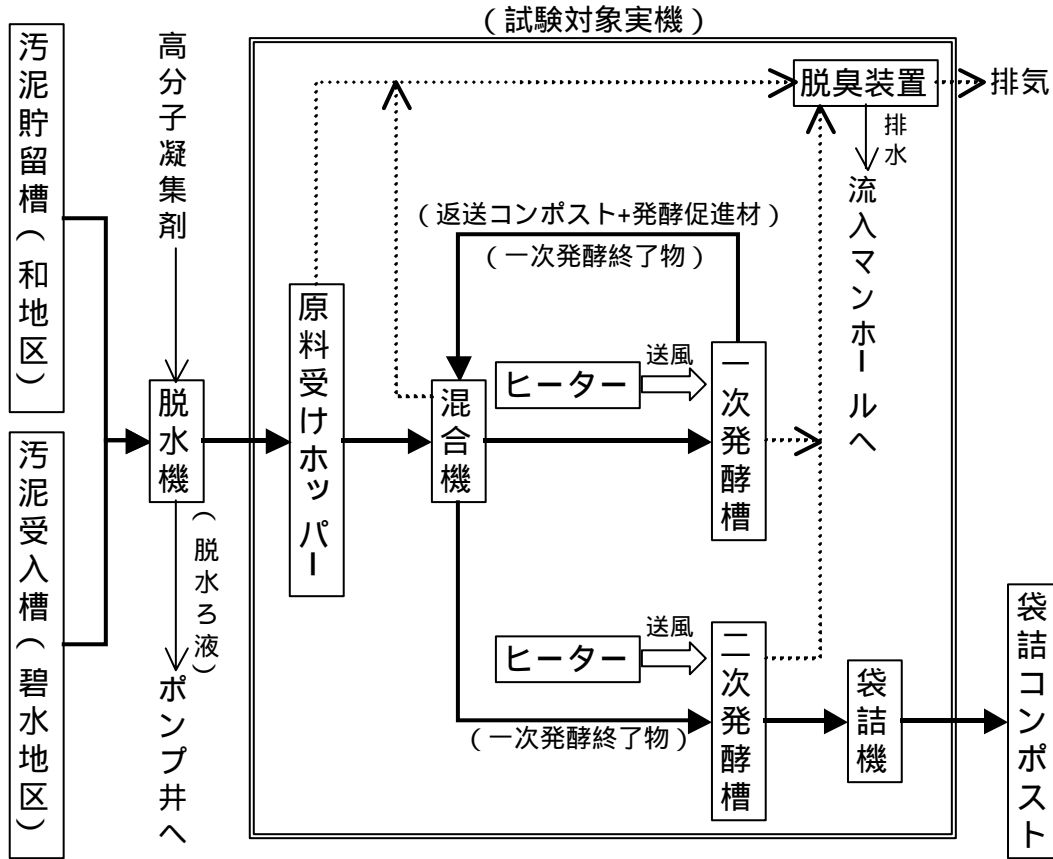 （試験対象実機）
汚泥貯留槽（和地区）
汚泥受入槽（碧水地区）
高分子凝集剤
脱水機
（脱水ろ液）
ポンプ井へ
原料受けホッパー
混合機
（返送コンポスト+発酵促進材）
（一次発酵終了物）
ヒーター
送風
一次発酵槽
脱臭装置
排気
排水
流入マンホールへ
ヒーター
送風
二次発酵槽
（一次発酵終了物）
袋詰機
袋詰コンポスト